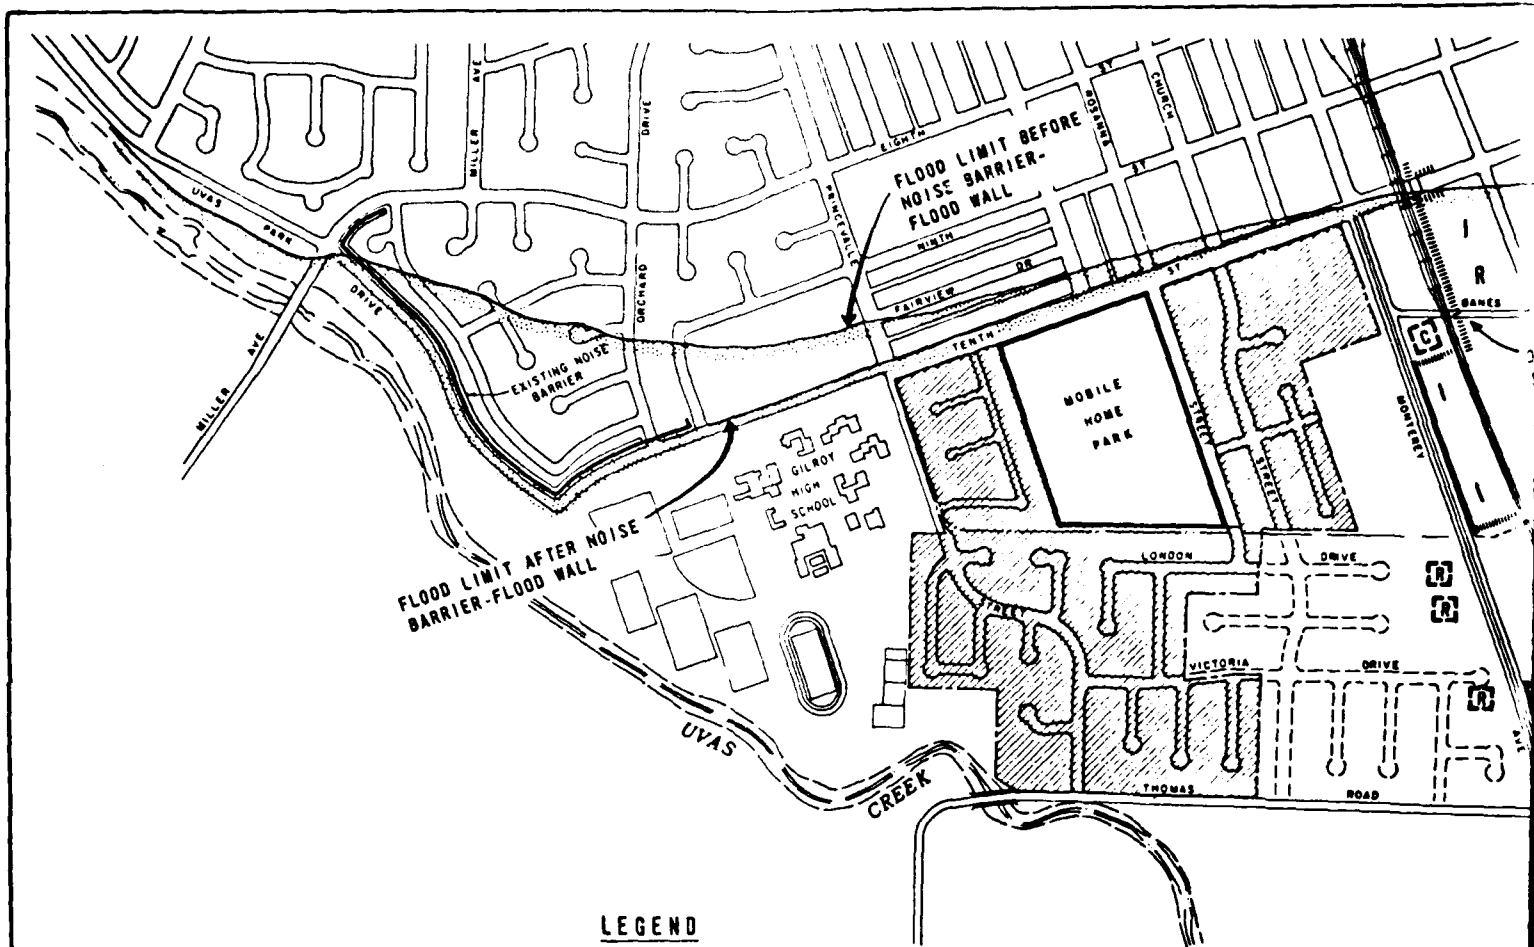 MILLER AVE
DRIVE
EIGHTH
ROSANNA
ST
CHURCH
ST
FLOOD LIMIT BEFORE
NOISE BARRIER-
FLOOD WALL
UVAS
PARK
DRIVE
PRINCEVALLE
NINTH
FAIRVIEW DR
ORCHARD
TENTH
ST
I
R
BANES
C
EXISTING NOISE
BARRIER
MILLER AVE
MOBILE
HOME
PARK
STREET
STREET
MONTEREY
I
I
GILROY
HIGH
SCHOOL
FLOOD LIMIT AFTER NOISE
BARRIER-FLOOD WALL
LONDON
DRIVE
R
R
STREET
VICTORIA
DRIVE
R
AVE
UVAS
CREEK
THOMAS
ROAD
LEGEND